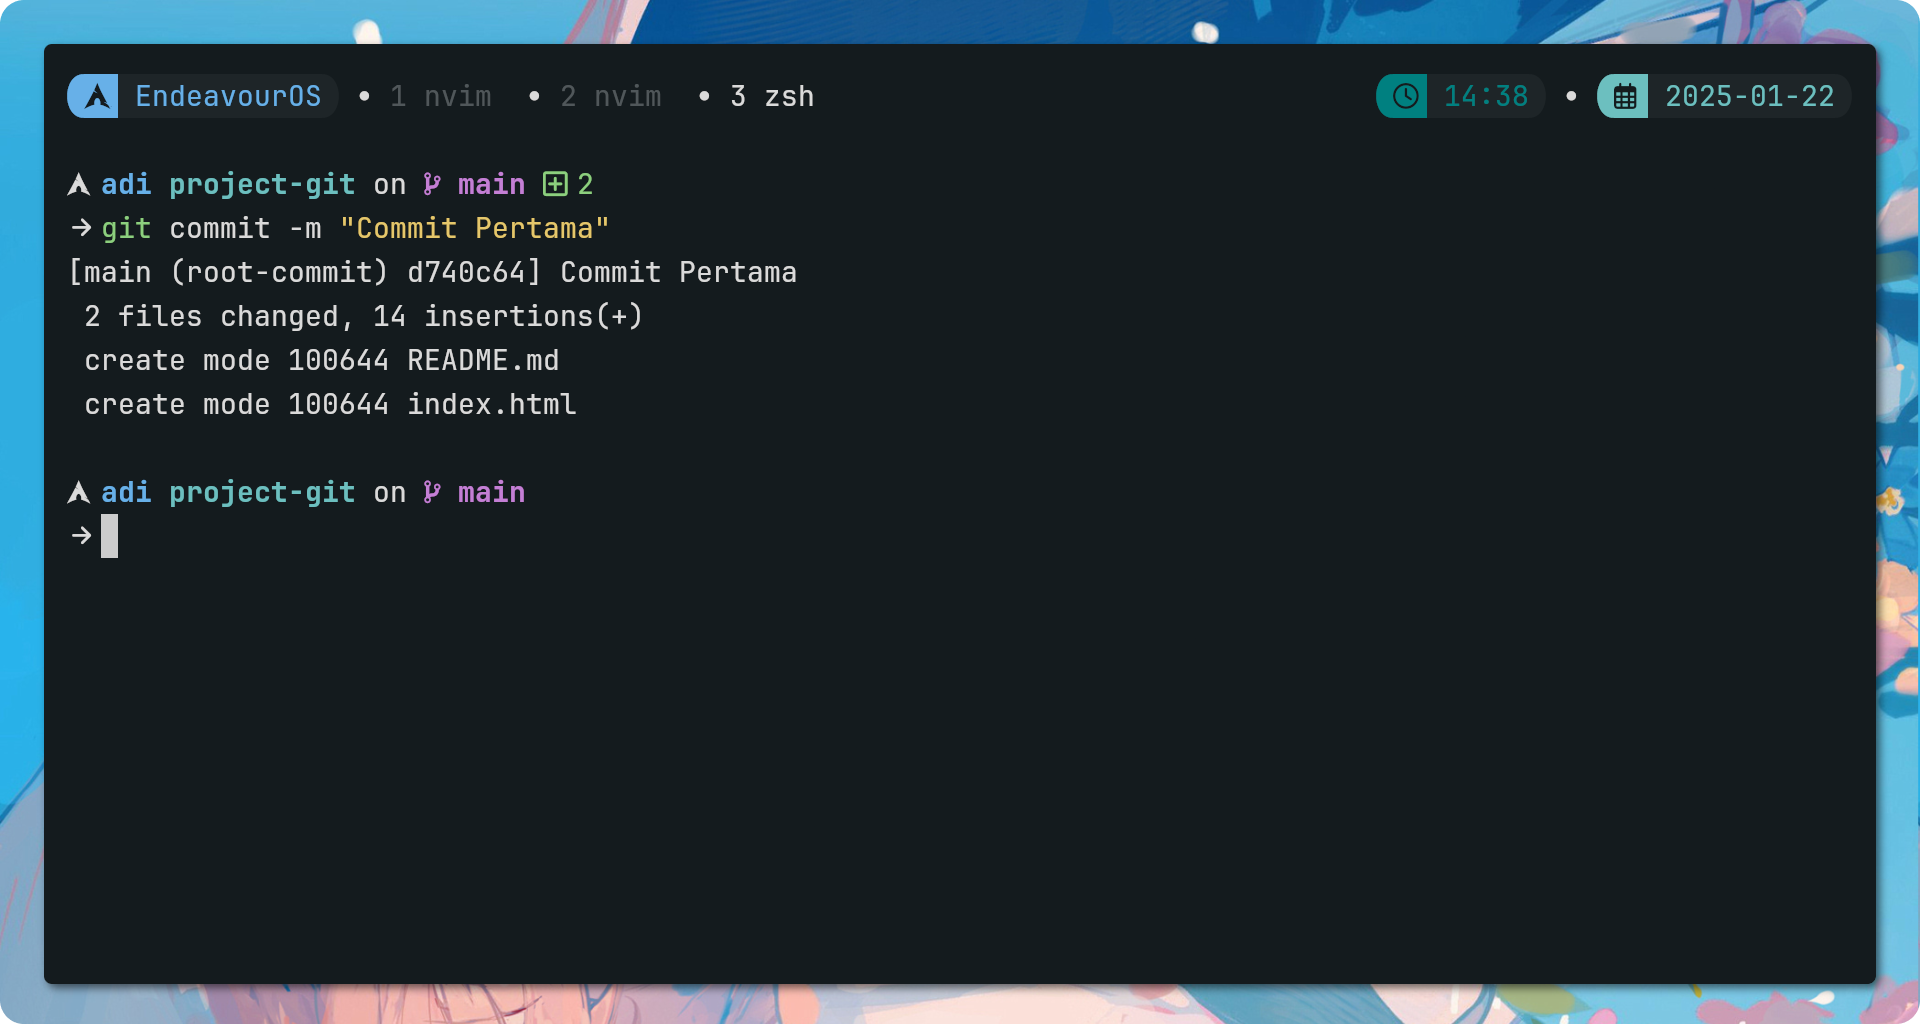 EndeavourOS • 1 nvim • 2 nvim • 3 zsh 14:38 • 2025-01-22
adi project-git on main 2
→ git commit -m "Commit Pertama"
[main (root-commit) d740c64] Commit Pertama
2 files changed, 14 insertions(+)
create mode 100644 README.md
create mode 100644 index.html
adi project-git on main
→